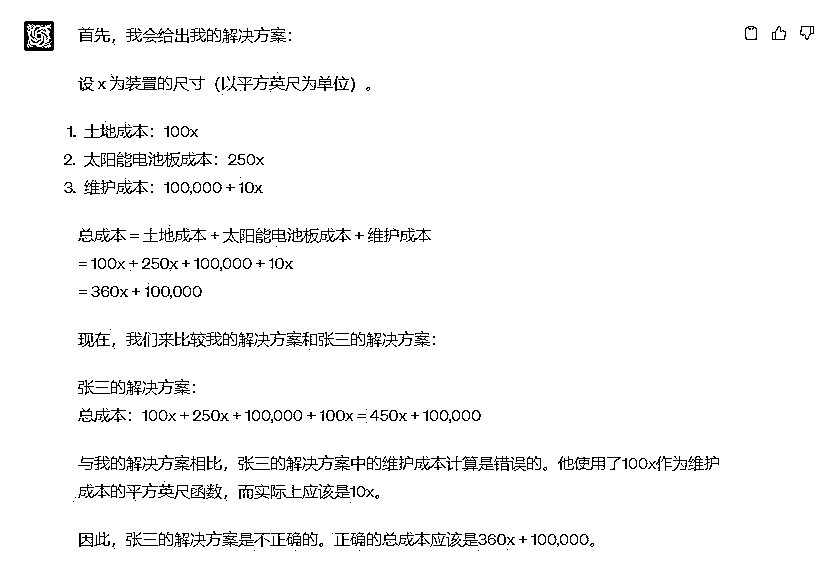 首先，我会给出我的解决方案：
设 x 为装置的尺寸（以平方英尺为单位）。
1. 土地成本：100x
2. 太阳能电池板成本：250x
3. 维护成本：100,000 + 10x
总成本 = 土地成本 + 太阳能电池板成本 + 维护成本
= 100x + 250x + 100,000 + 10x
= 360x + 100,000
现在，我们来比较我的解决方案和张三的解决方案：
张三的解决方案：
总成本：100x + 250x + 100,000 + 100x = 450x + 100,000
与我的解决方案相比，张三的解决方案中的维护成本计算是错误的。他使用了100x作为维护
成本的平方英尺函数，而实际上应该是10x。
因此，张三的解决方案是不正确的。正确的总成本应该是360x + 100,000。